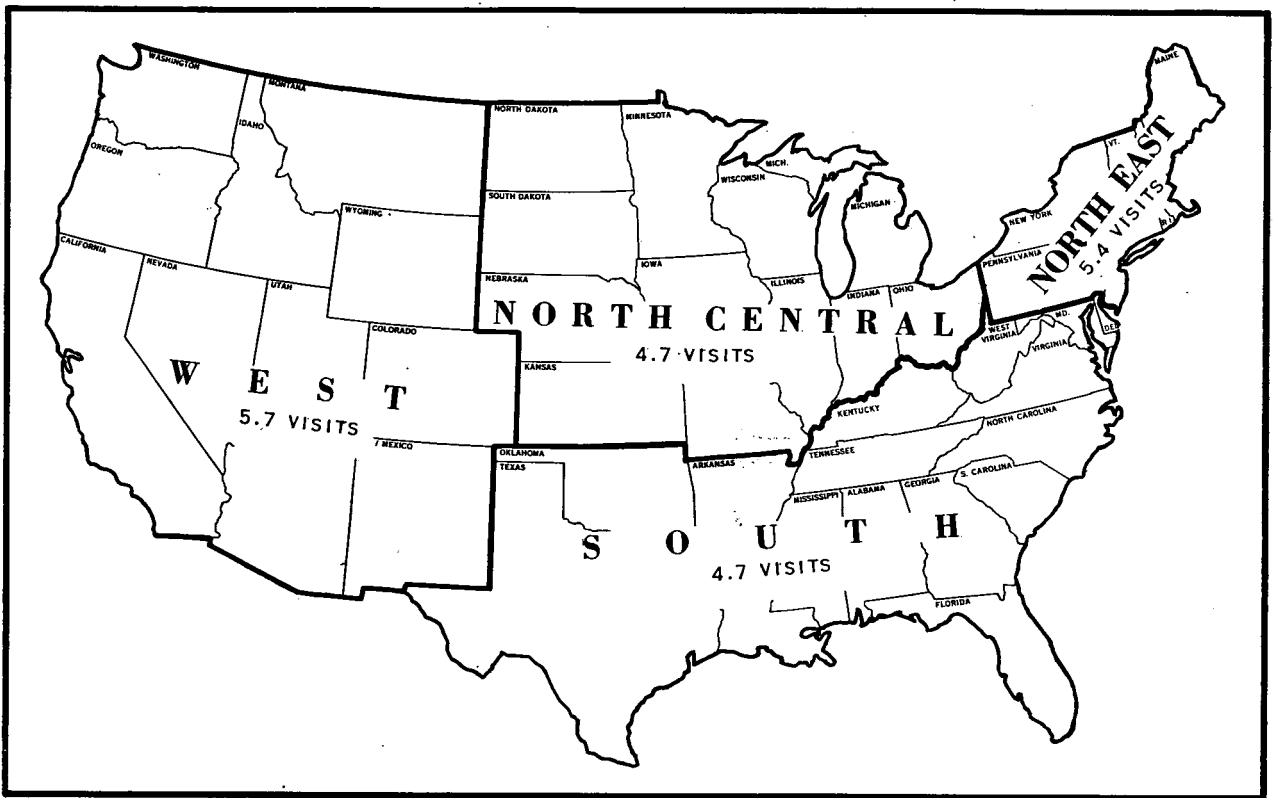 WASHINGTON
MONTANA
IDAHO
OREGON
WYOMING
CALIFORNIA
NEVADA
UTAH
COLORADO
WEST
5.7 VISITS
MEXICO
NORTH DAKOTA
MINNESOTA
SOUTH DAKOTA
WISCONSIN
MICH.
MICHIGAN
NEBRASKA
IOWA
ILLINOIS
INDIANA
OHIO
NORTH CENTRAL
4.7 VISITS
KANSAS
MAINE
VT.
NEW YORK
R.I.
PENNSYLVANIA
NORTH EAST
5.4 VISITS
MD.
DEL
WEST
VIRGINIA
VIRGINIA
KENTUCKY
NORTH CAROLINA
TENNESSEE
OKLAHOMA
TEXAS
ARKANSAS
S. CAROLINA
MISSISSIPPI
ALABAMA
GEORGIA
SOUTH
4.7 VISITS
FLORIDA